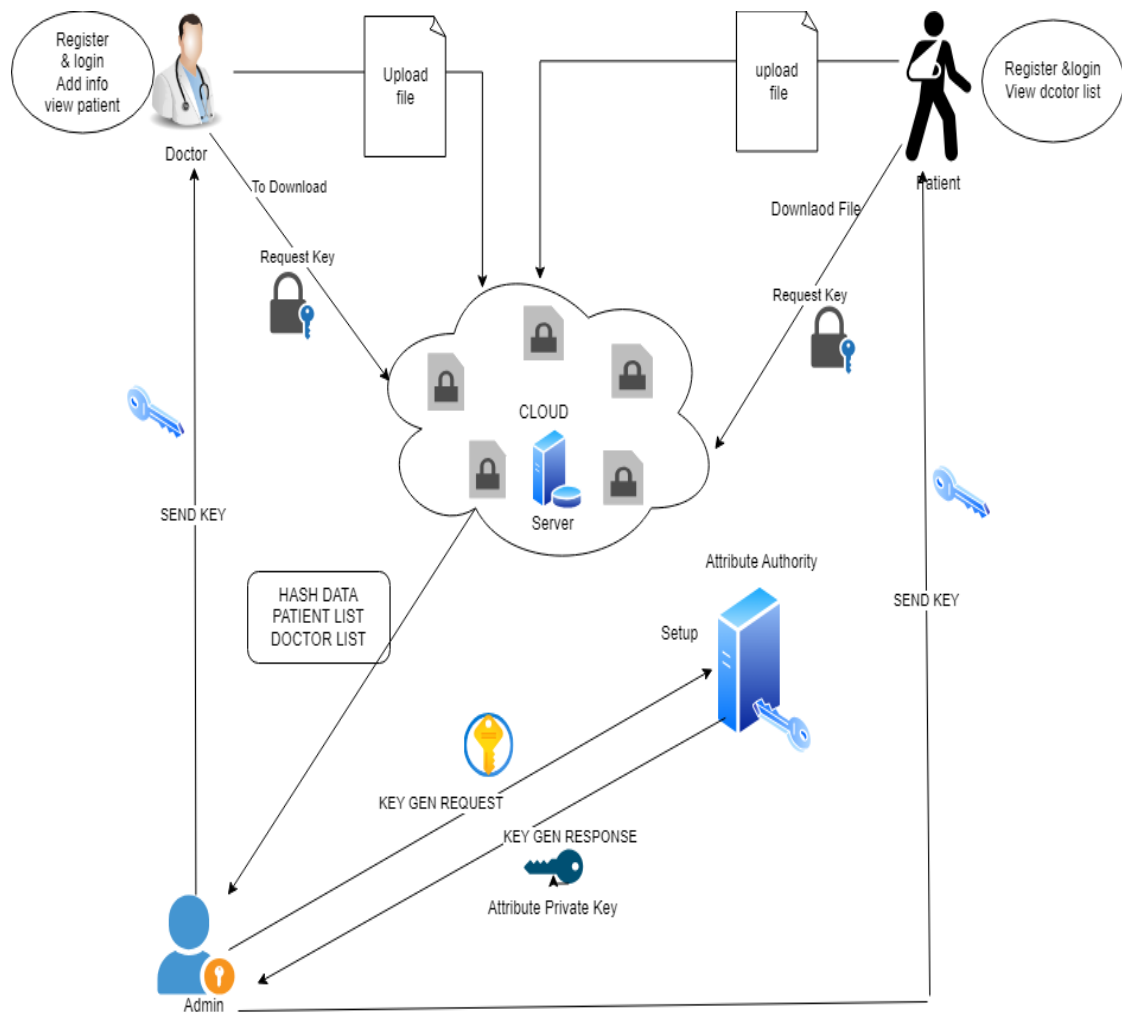 Register
& login
Add info
view patient
Doctor
Upload
file
upload
file
Register &login
View dcotor list
Patient
To Download
Downlaod File
Request Key
Request Key
CLOUD
Server
SEND KEY
HASH DATA
PATIENT LIST
DOCTOR LIST
Attribute Authority
Setup
SEND KEY
KEY GEN REQUEST
KEY GEN RESPONSE
Attribute Private Key
Admin